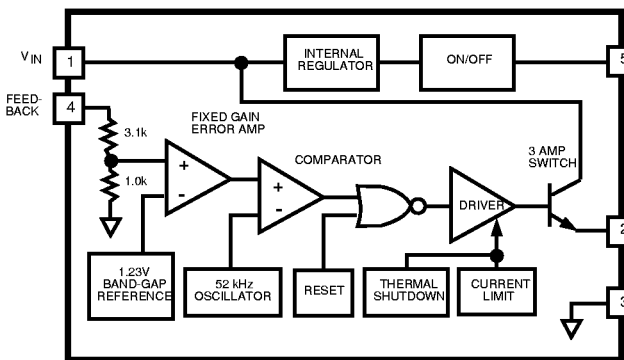 V IN
1
INTERNAL
REGULATOR
ON/OFF
5
FEED-
BACK
4
FIXED GAIN
ERROR AMP
3.1k
COMPARATOR
3 AMP
SWITCH
+
-
1.0k
+
-
DRIVER
2
1.23V
BAND-GAP
REFERENCE
52 kHz
OSCILLATOR
RESET
THERMAL
SHUTDOWN
CURRENT
LIMIT
3